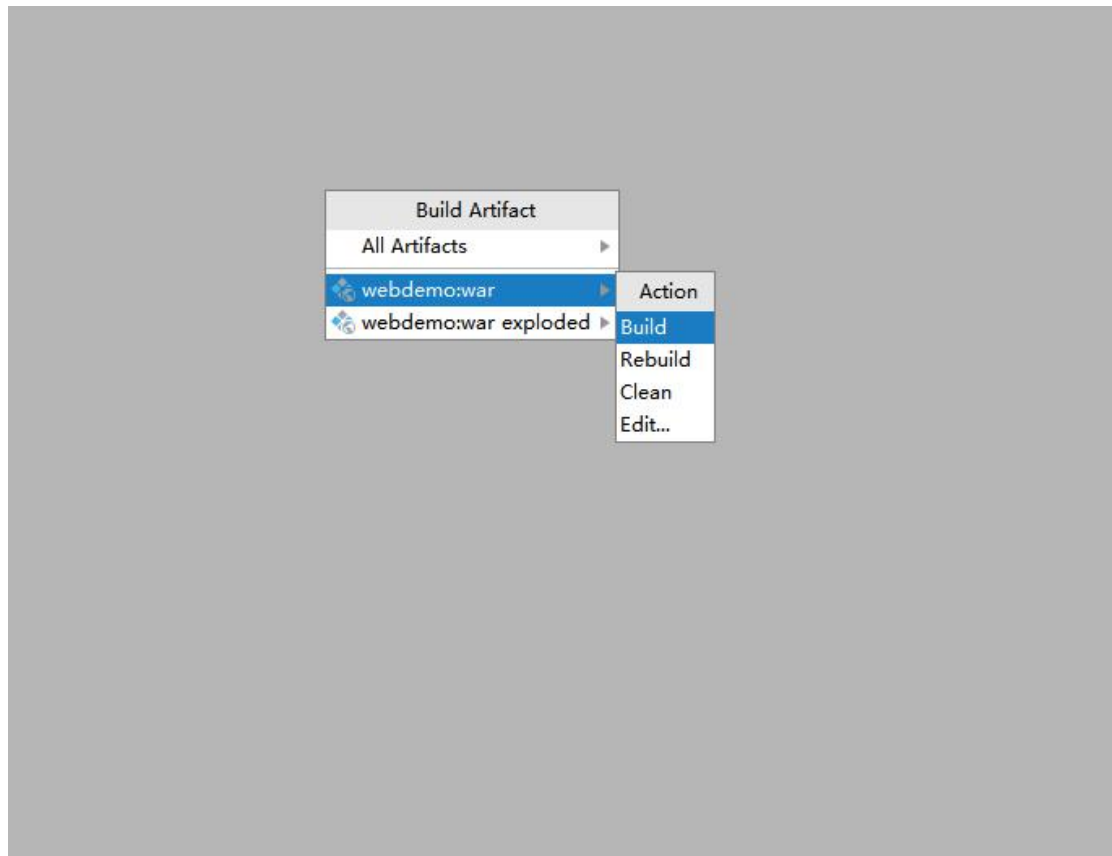 Build Artifact
All Artifacts
webdemo:war
webdemo:war exploded
Action
Build
Rebuild
Clean
Edit...